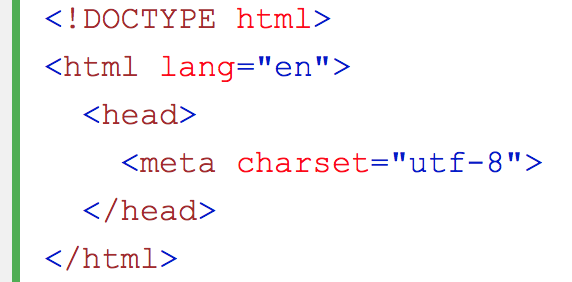 <!DOCTYPE html>
<html lang="en">
  <head>
    <meta charset="utf-8">
  </head>
</html>